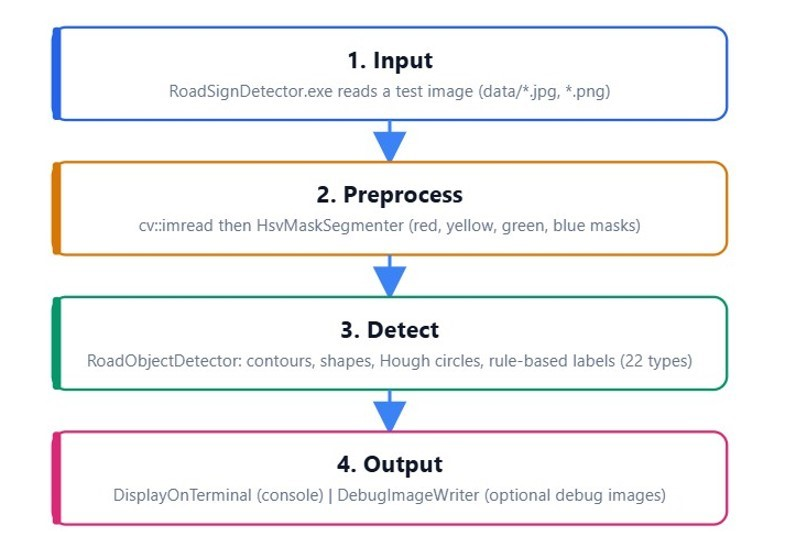 1. Input
RoadSignDetector.exe reads a test image (data/*.jpg, *.png)
2. Preprocess
cv::imread then HsvMaskSegmenter (red, yellow, green, blue masks)
3. Detect
RoadObjectDetector: contours, shapes, Hough circles, rule-based labels (22 types)
4. Output
DisplayOnTerminal (console) | DebugImageWriter (optional debug images)